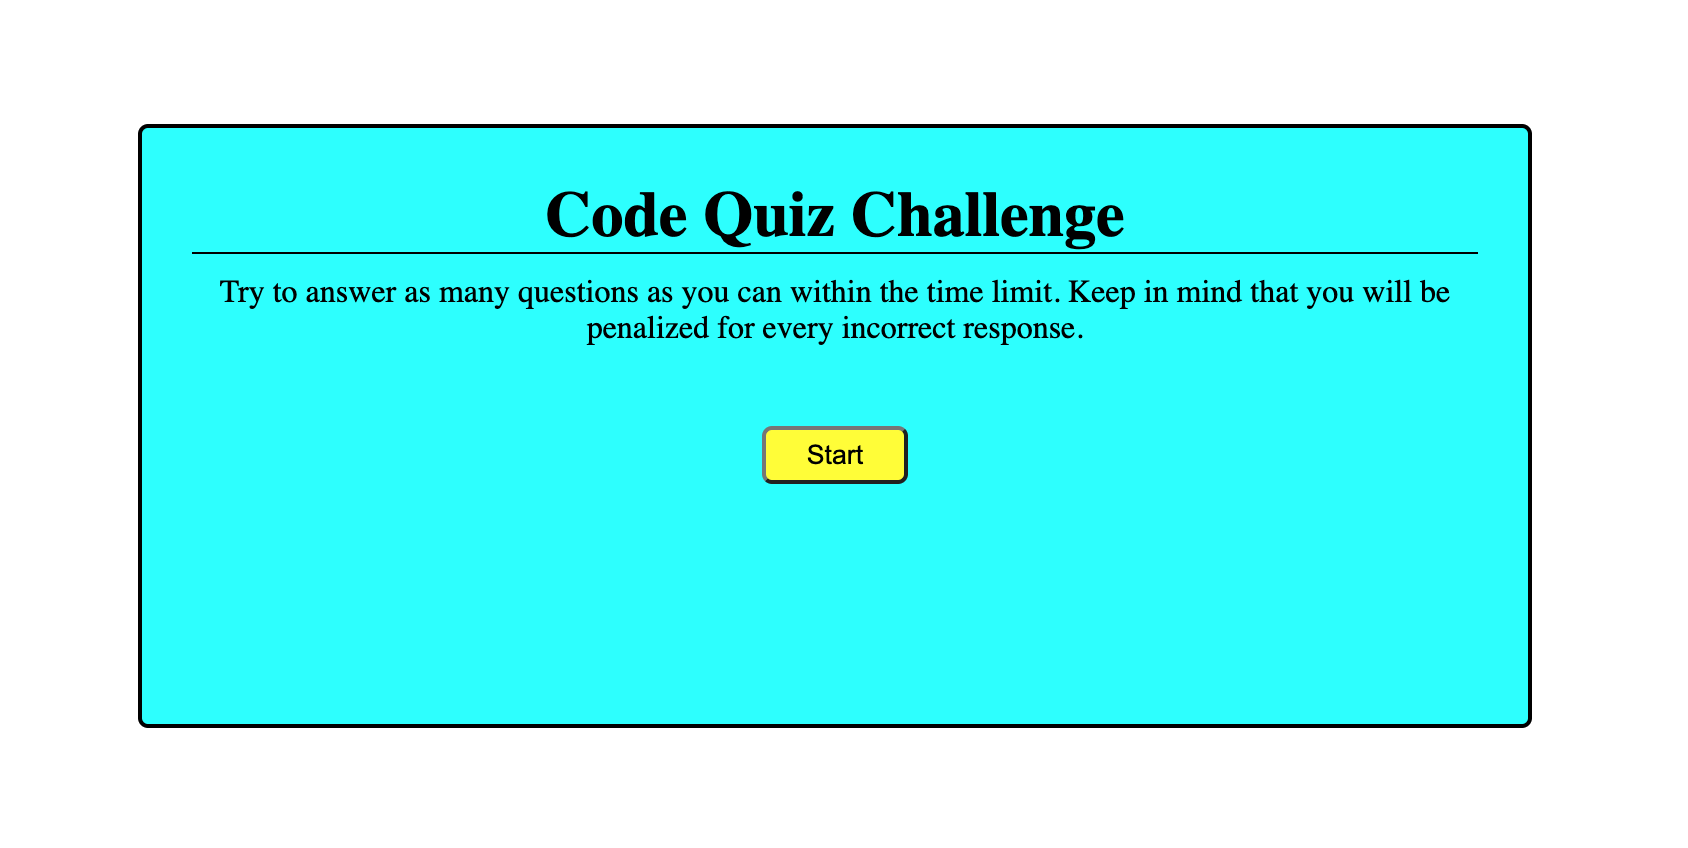 Code Quiz Challenge
Try to answer as many questions as you can within the time limit. Keep in mind that you will be
penalized for every incorrect response.
Start